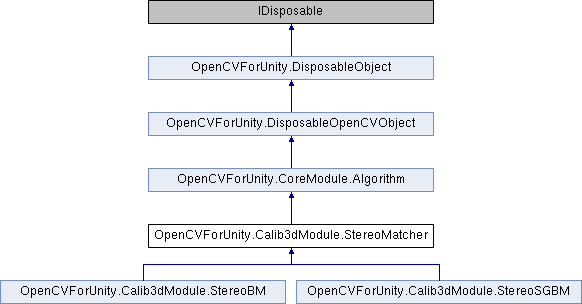 IDisposable
OpenCVForUnity.DisposableObject
OpenCVForUnity.DisposableOpenCVObject
OpenCVForUnity.CoreModule.Algorithm
OpenCVForUnity.Calib3dModule.StereoMatcher
OpenCVForUnity.Calib3dModule.StereoBM
OpenCVForUnity.Calib3dModule.StereoSGBM